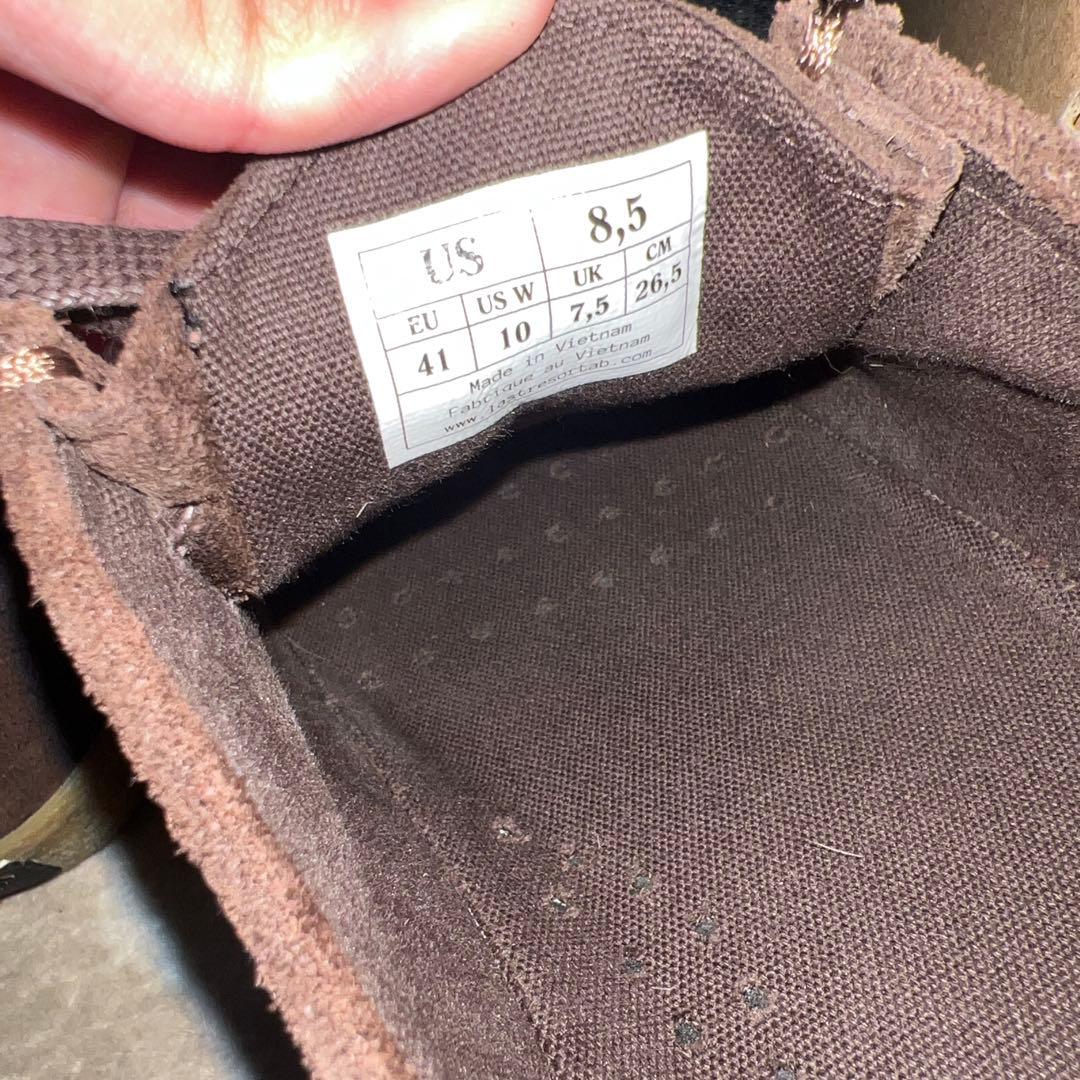 US 8,5
EU US W UK CM
41 10 7,5 26,5
Made in Vietnam
Fabrique au Vietnam
www.lastresortab.com